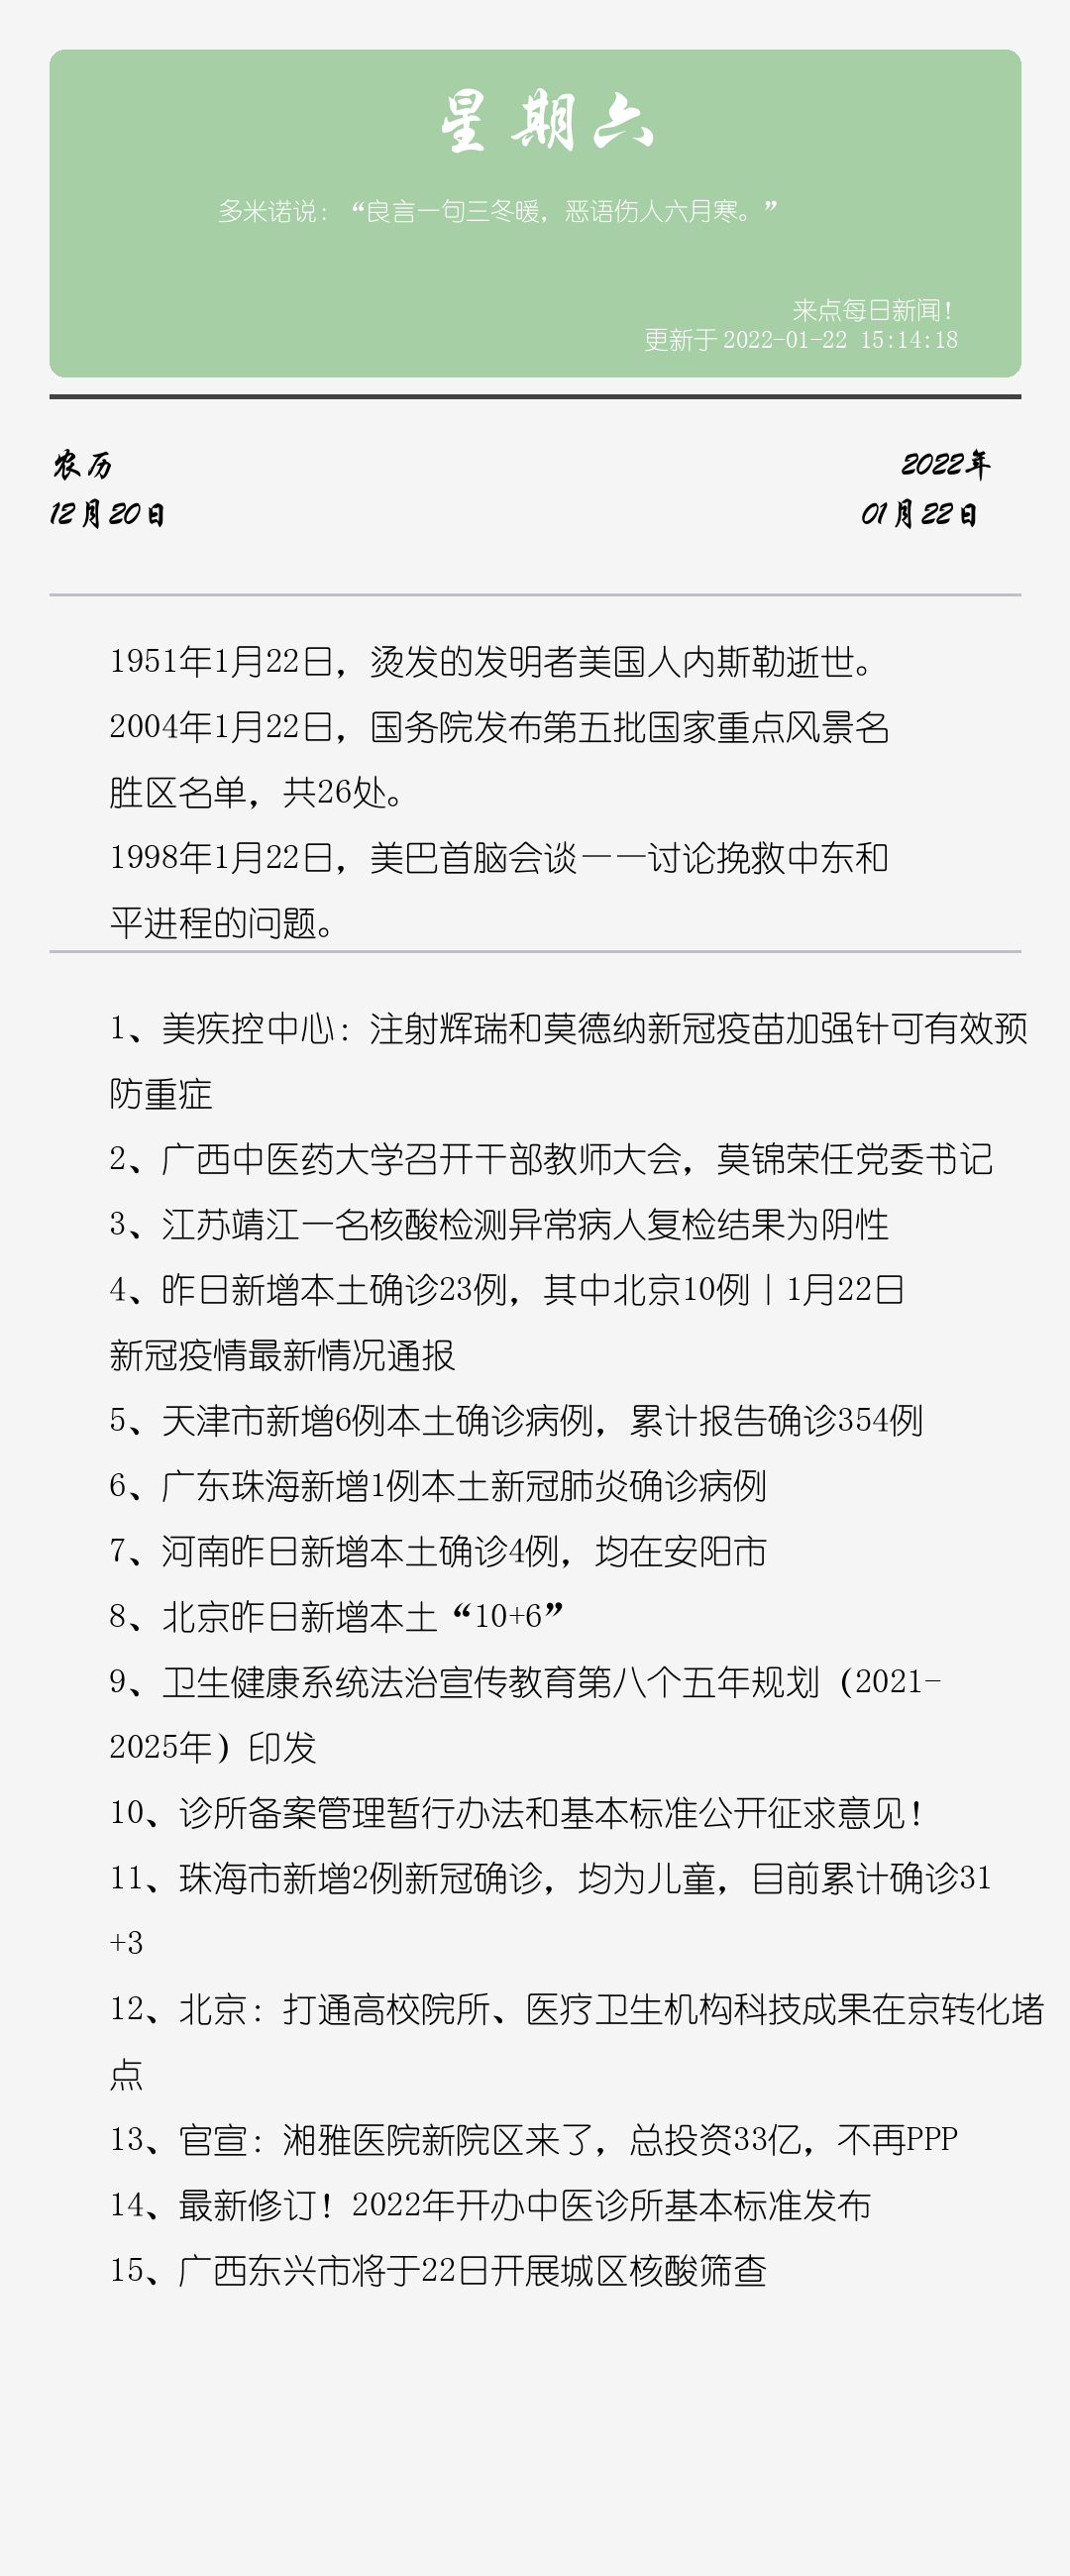 星期六
多米诺说：“良言一句三冬暖，恶语伤人六月寒。”
来点每日新闻！
更新于 2022-01-22 15:14:18
农历
2022年
12月20日
01月22日
1951年1月22日，烫发的发明者美国人内斯勒逝世。
2004年1月22日，国务院发布第五批国家重点风景名
胜区名单，共26处。
1998年1月22日，美巴首脑会谈——讨论挽救中东和
平进程的问题。
1、美疾控中心：注射辉瑞和莫德纳新冠疫苗加强针可有效预
防重症
2、广西中医药大学召开干部教师大会，莫锦荣任党委书记
3、江苏靖江一名核酸检测异常病人复检结果为阴性
4、昨日新增本土确诊23例，其中北京10例｜1月22日
新冠疫情最新情况通报
5、天津市新增6例本土确诊病例，累计报告确诊354例
6、广东珠海新增1例本土新冠肺炎确诊病例
7、河南昨日新增本土确诊4例，均在安阳市
8、北京昨日新增本土“10+6”
9、卫生健康系统法治宣传教育第八个五年规划（2021-
2025年）印发
10、诊所备案管理暂行办法和基本标准公开征求意见！
11、珠海市新增2例新冠确诊，均为儿童，目前累计确诊31
+3
12、北京：打通高校院所、医疗卫生机构科技成果在京转化堵
点
13、官宣：湘雅医院新院区来了，总投资33亿，不再PPP
14、最新修订！2022年开办中医诊所基本标准发布
15、广西东兴市将于22日开展城区核酸筛查